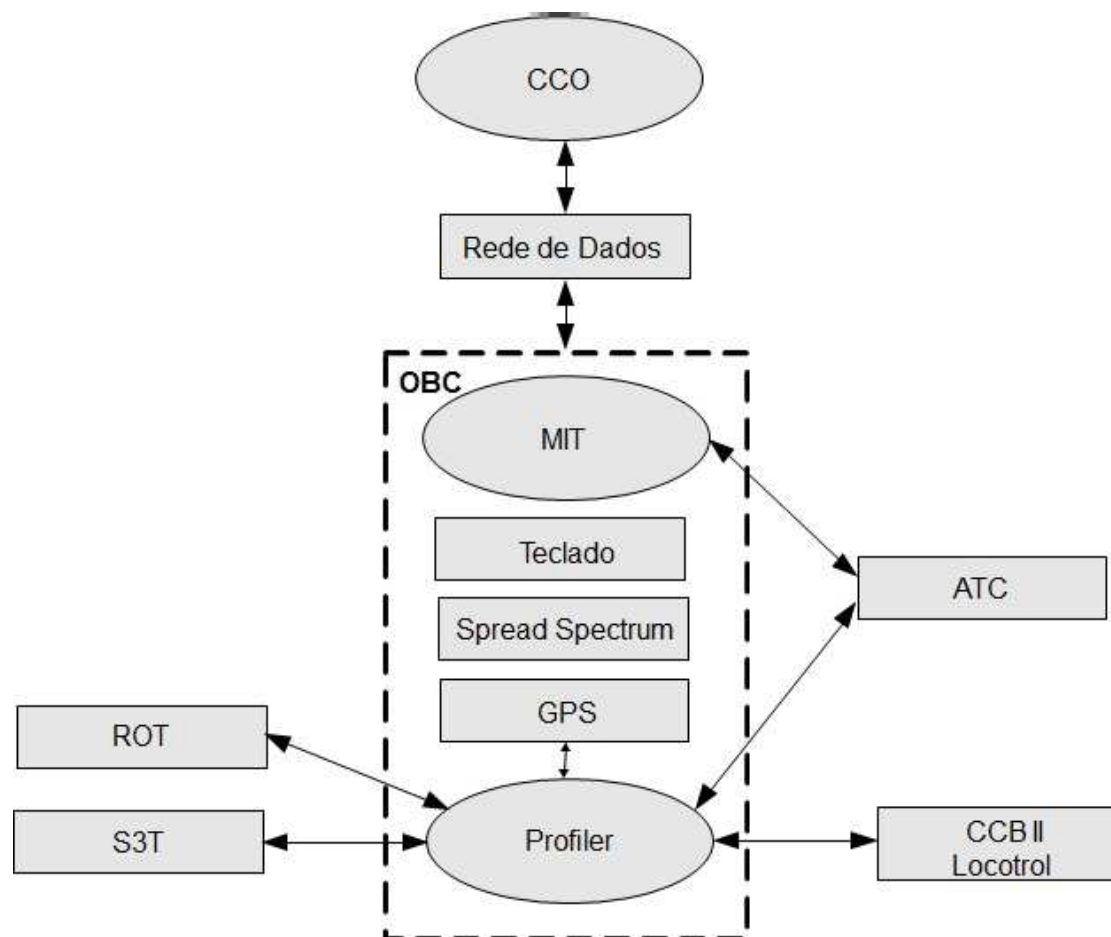 CCO
Rede de Dados
OBC
MIT
Teclado
ATC
Spread Spectrum
GPS
ROT
S3T
Profiler
CCB II
Locotrol